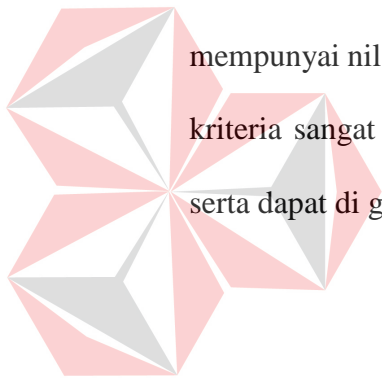 mempunyai nil
kriteria sangat
serta dapat di g